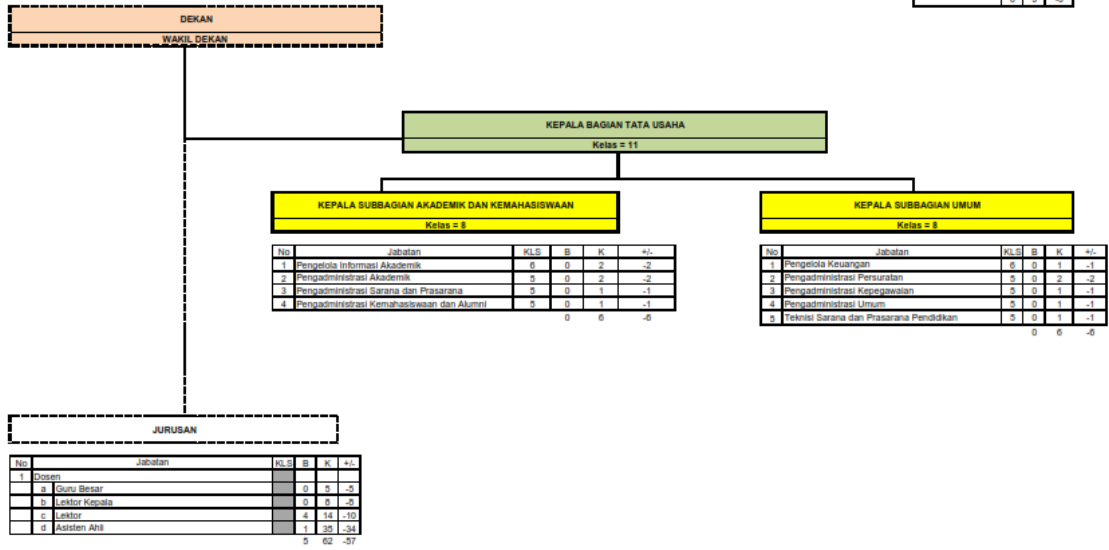 DEKAN
WAKIL DEKAN
KEPALA BAGIAN TATA USAHA
Kelas = 11
KEPALA SUBBAGIAN AKADEMIK DAN KEMAHASISWAAN
Kelas = 8
No Jabatan KLS B K +/-
1 Pengelola Informasi Akademik 6 0 2 -2
2 Pengadministrasi Akademik 5 0 2 -2
3 Pengadministrasi Sarana dan Prasarana 5 0 1 -1
4 Pengadministrasi Kemahasiswaan dan Alumni 5 0 1 -1
0 6 -6
KEPALA SUBBAGIAN UMUM
Kelas = 8
No Jabatan KLS B K +/-
1 Pengelola Keuangan 6 0 1 -1
2 Pengadministrasi Persuratan 5 0 2 -2
3 Pengadministrasi Kepegawaian 5 0 1 -1
4 Pengadministrasi Umum 5 0 1 -1
5 Teknisi Sarana dan Prasarana Pendidikan 5 0 1 -1
0 6 -6
JURUSAN
No Jabatan KLS B K +/-
1 Dosen
a Guru Besar 0 5 -5
b Lektor Kepala 0 8 -8
c Lektor 4 14 -10
d Asisten Ahli 1 35 -34
5 62 -57